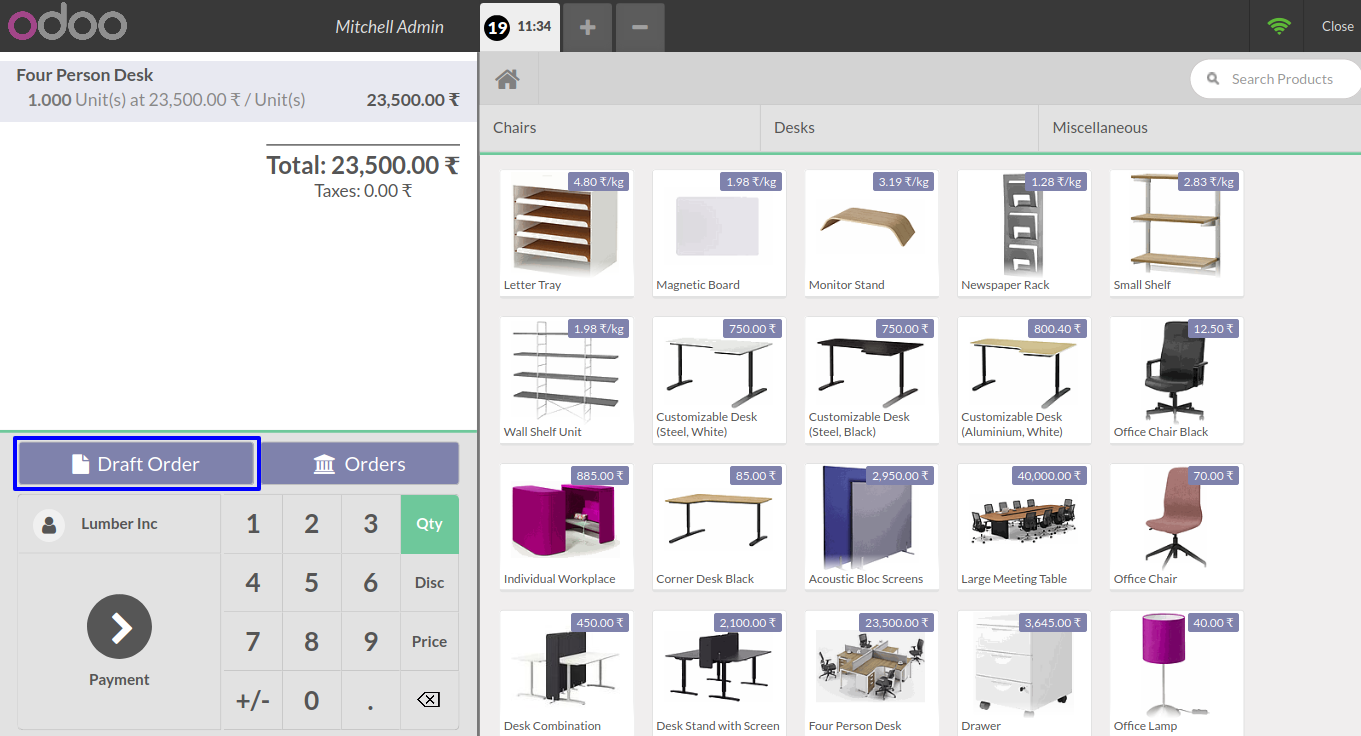 odoo
Mitchell Admin
19 11:34
Close
Four Person Desk
1.000 Unit(s) at 23,500.00 ₹ / Unit(s) 23,500.00 ₹
Total: 23,500.00 ₹
Taxes: 0.00 ₹
Draft Order
Orders
Lumber Inc
Payment
1 2 3 Qty
4 5 6 Disc
7 8 9 Price
+/- 0 .
Search Products
Chairs
Desks
Miscellaneous
4.80 ₹/kg
Letter Tray
1.98 ₹/kg
Magnetic Board
3.19 ₹/kg
Monitor Stand
1.28 ₹/kg
Newspaper Rack
2.83 ₹/kg
Small Shelf
1.98 ₹/kg
Wall Shelf Unit
750.00 ₹
Customizable Desk
(Steel, White)
750.00 ₹
Customizable Desk
(Steel, Black)
800.40 ₹
Customizable Desk
(Aluminium, White)
12.50 ₹
Office Chair Black
885.00 ₹
Individual Workplace
85.00 ₹
Corner Desk Black
2,950.00 ₹
Acoustic Bloc Screens
40,000.00 ₹
Large Meeting Table
70.00 ₹
Office Chair
450.00 ₹
Desk Combination
2,100.00 ₹
Desk Stand with Screen
23,500.00 ₹
Four Person Desk
3,645.00 ₹
Drawer
40.00 ₹
Office Lamp